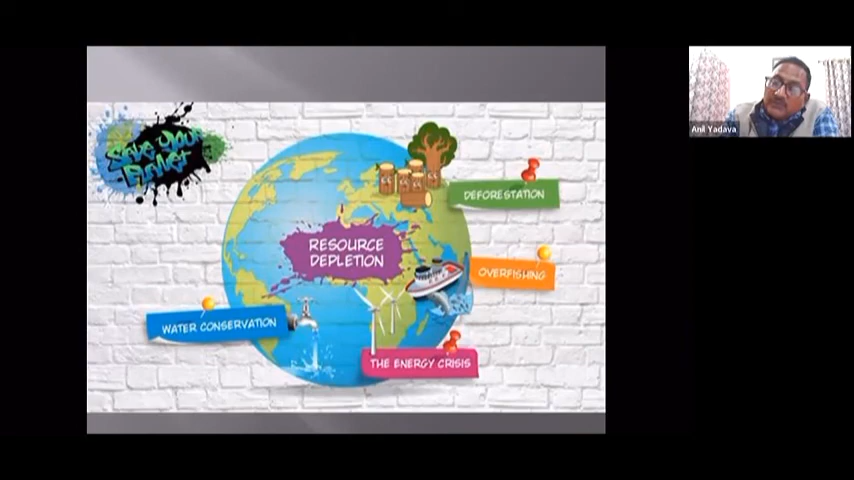 Save Your
Planet
RESOURCE
DEPLETION
DEFORESTATION
OVERFISHING
WATER CONSERVATION
THE ENERGY CRISIS
Anil Yadava